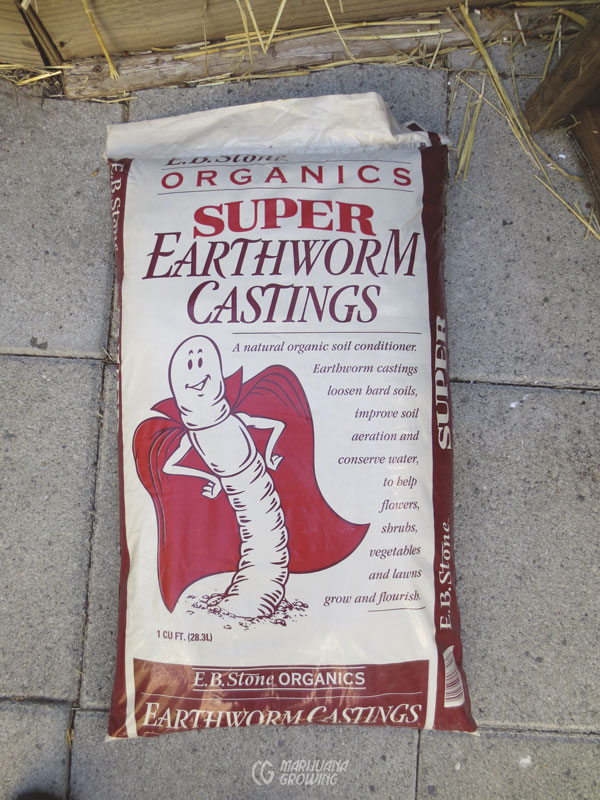 E.B. Stone
ORGANICS
SUPER
EARTHWORM
CASTINGS
A natural organic soil conditioner.
Earthworm castings
loosen hard soils,
improve soil
aeration and
conserve water,
to help
flowers,
shrubs,
vegetables
and lawns
grow and flourish.
1 CU FT. (28.3L)
E.B. Stone ORGANICS
EARTHWORM CASTINGS
E.B. Stone
SUPER
E.B. Stone
CG MARIJUANA
GROWING